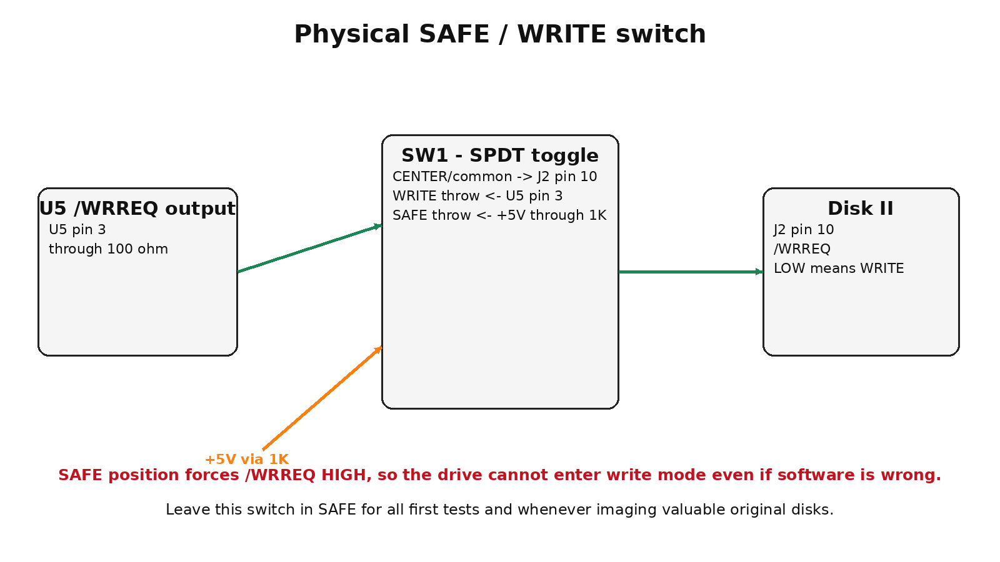 Physical SAFE / WRITE switch
U5 /WRREQ output
U5 pin 3
through 100 ohm
SW1 - SPDT toggle
CENTER/common -> J2 pin 10
WRITE throw <- U5 pin 3
SAFE throw <- +5V through 1K
Disk II
J2 pin 10
/WRREQ
LOW means WRITE
+5V via 1K
SAFE position forces /WRREQ HIGH, so the drive cannot enter write mode even if software is wrong.
Leave this switch in SAFE for all first tests and whenever imaging valuable original disks.